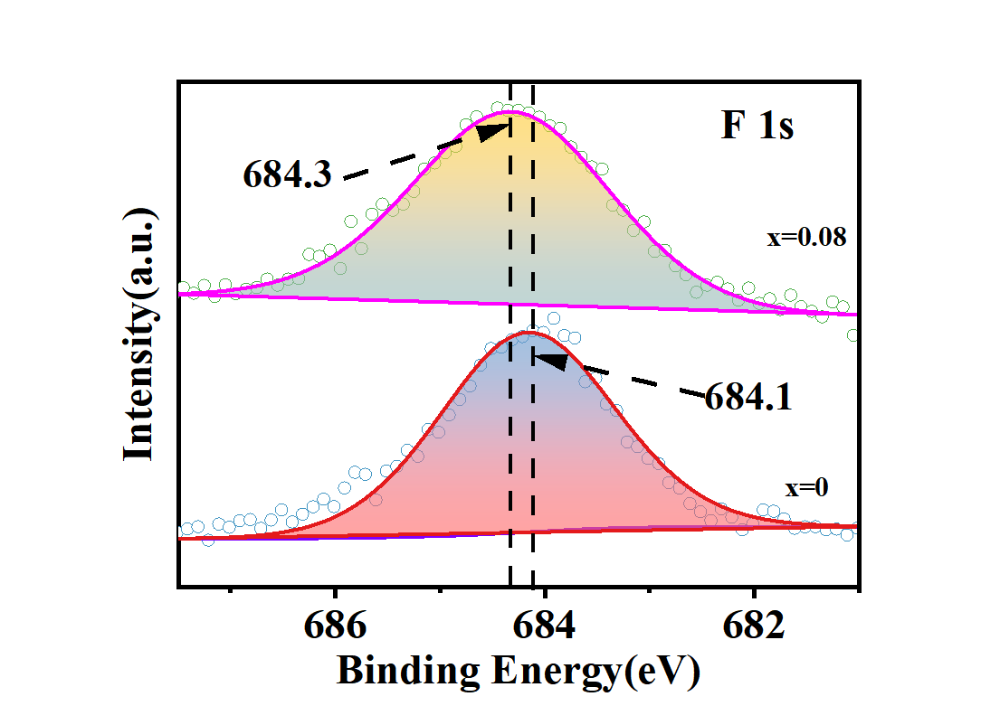 F 1s
684.3
x=0.08
684.1
x=0
Intensity(a.u.)
686
684
682
Binding Energy(eV)